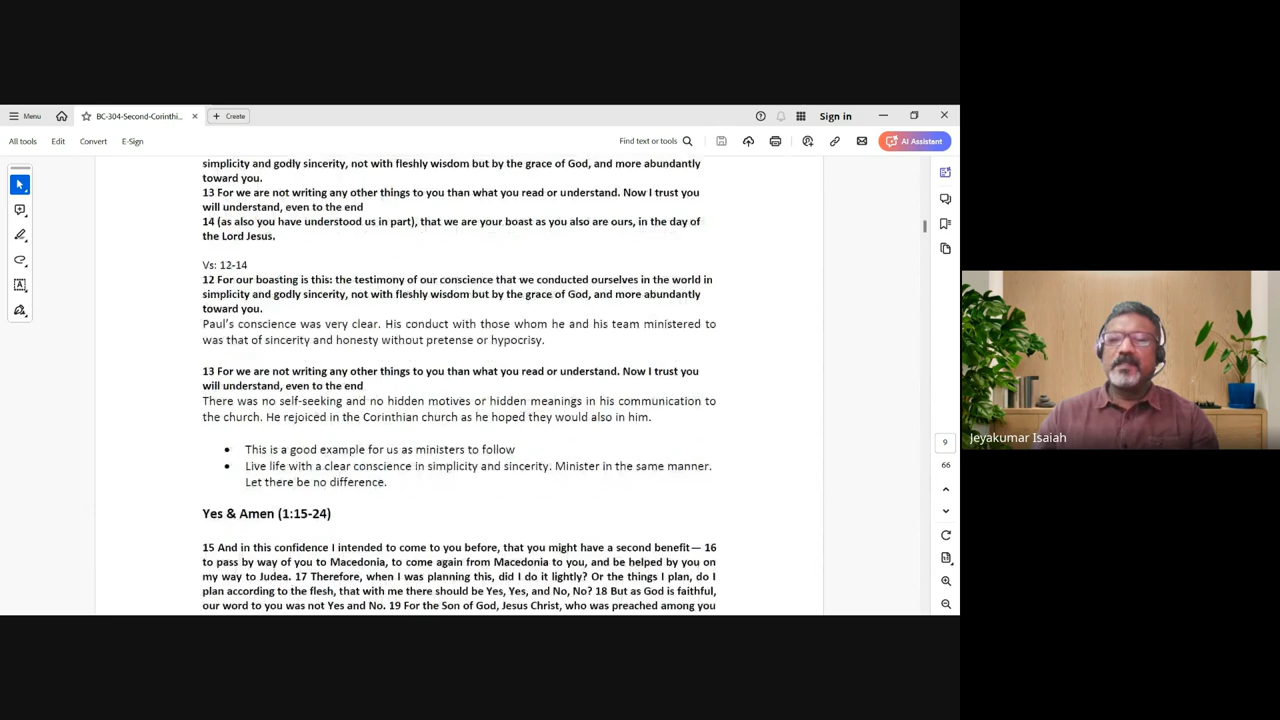 Menu
BC-304-Second-Corinthi...
Create
Sign in
All tools
Edit
Convert
E-Sign
Find text or tools
AI Assistant
simplicity and godly sincerity, not with fleshly wisdom but by the grace of God, and more abundantly
toward you.
13 For we are not writing any other things to you than what you read or understand. Now I trust you
will understand, even to the end
14 (as also you have understood us in part), that we are your boast as you also are ours, in the day of
the Lord Jesus.
Vs: 12-14
12 For our boasting is this: the testimony of our conscience that we conducted ourselves in the world in
simplicity and godly sincerity, not with fleshly wisdom but by the grace of God, and more abundantly
toward you.
Paul's conscience was very clear. His conduct with those whom he and his team ministered to
was that of sincerity and honesty without pretense or hypocrisy.
13 For we are not writing any other things to you than what you read or understand. Now I trust you
will understand, even to the end
There was no self-seeking and no hidden motives or hidden meanings in his communication to
the church. He rejoiced in the Corinthian church as he hoped they would also in him.
• This is a good example for us as ministers to follow
• Live life with a clear conscience in simplicity and sincerity. Minister in the same manner.
Let there be no difference.
Yes & Amen (1:15-24)
15 And in this confidence I intended to come to you before, that you might have a second benefit— 16
to pass by way of you to Macedonia, to come again from Macedonia to you, and be helped by you on
my way to Judea. 17 Therefore, when I was planning this, did I do it lightly? Or the things I plan, do I
plan according to the flesh, that with me there should be Yes, Yes, and No, No? 18 But as God is faithful,
our word to you was not Yes and No. 19 For the Son of God, Jesus Christ, who was preached among you
9
66
Jeyakumar Isaiah